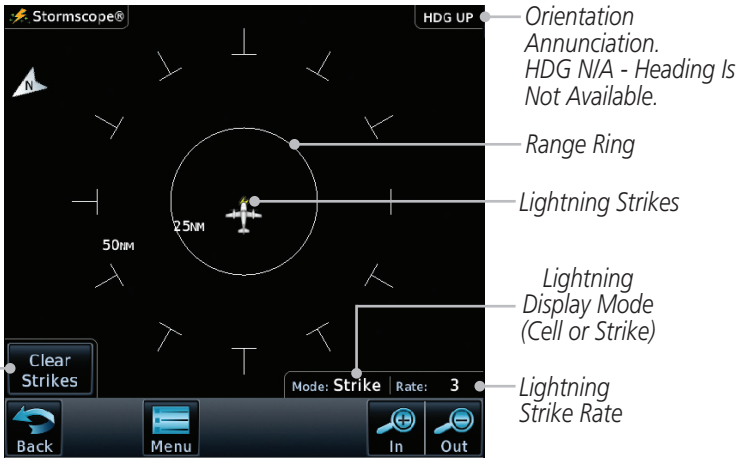 Stormscope®
HDG UP
N
25NM
50NM
Clear
Strikes
Mode: Strike
Rate: 3
Back
Menu
In
Out
Orientation
Annunciation.
HDG N/A - Heading Is
Not Available.
Range Ring
Lightning Strikes
Lightning
Display Mode
(Cell or Strike)
Lightning
Strike Rate